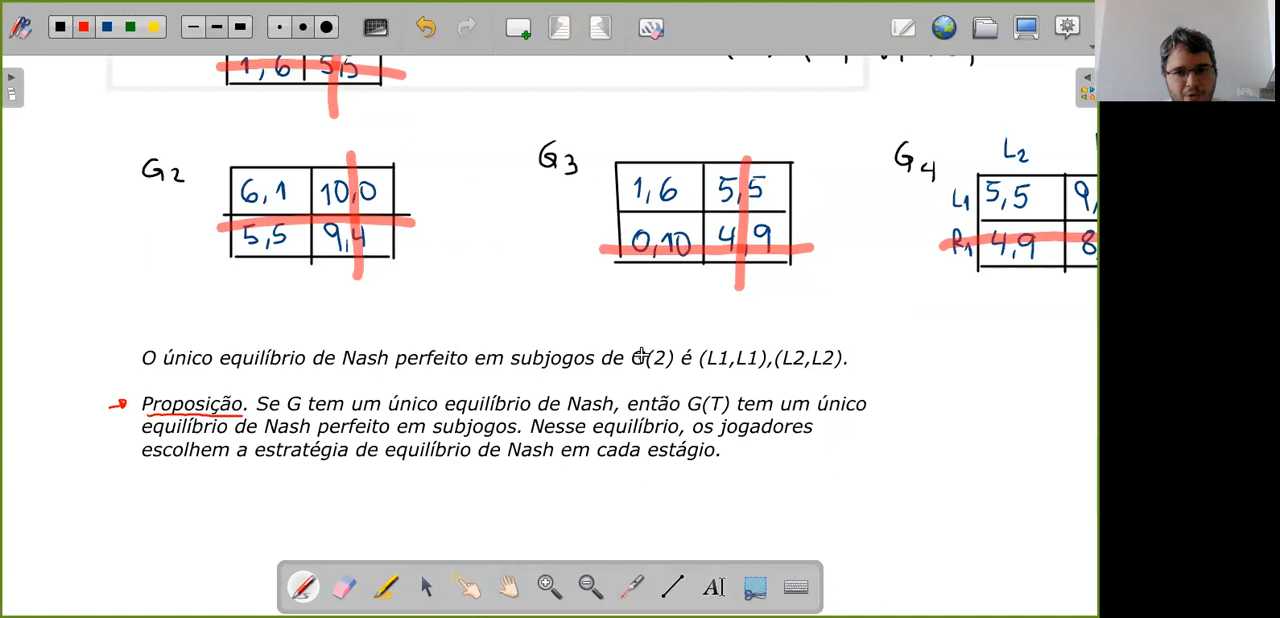 1,6 5,5
G2 G3 G4 L2
6,1 10,0 1,6 5,5 L1 5,5 9,
5,5 9,4 0,10 4,9 R1 4,9 8,
O único equilíbrio de Nash perfeito em subjogos de G(2) é (L1,L1),(L2,L2).
Proposição. Se G tem um único equilíbrio de Nash, então G(T) tem um único
equilíbrio de Nash perfeito em subjogos. Nesse equilíbrio, os jogadores
escolhem a estratégia de equilíbrio de Nash em cada estágio.
AI